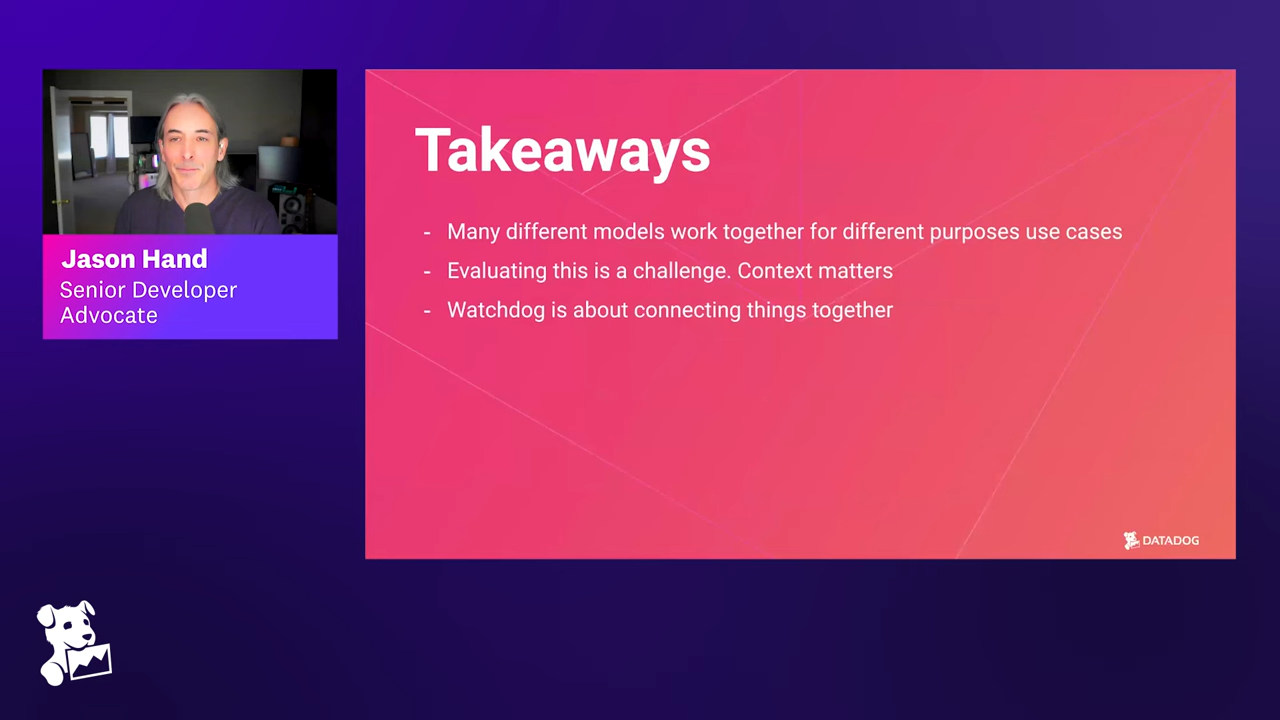 Jason Hand
Senior Developer
Advocate
Takeaways
- Many different models work together for different purposes use cases
- Evaluating this is a challenge. Context matters
- Watchdog is about connecting things together
DATADOG